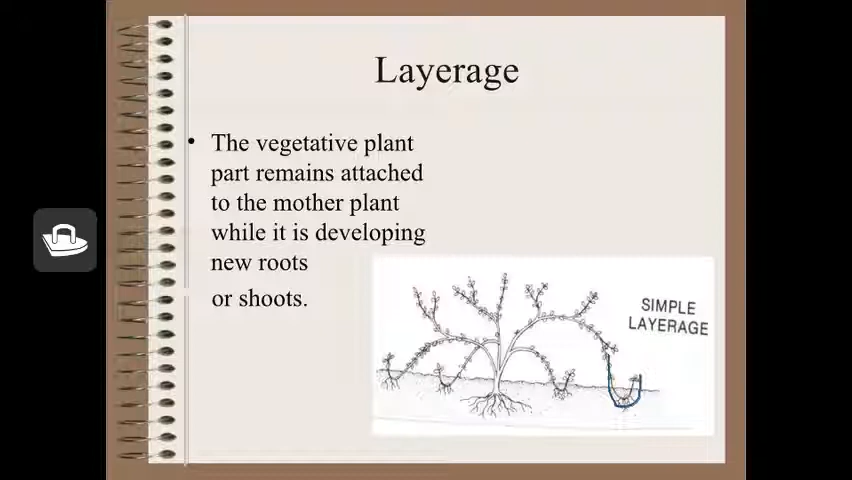 Layerage
• The vegetative plant
part remains attached
to the mother plant
while it is developing
new roots
or shoots.
SIMPLE
LAYERAGE